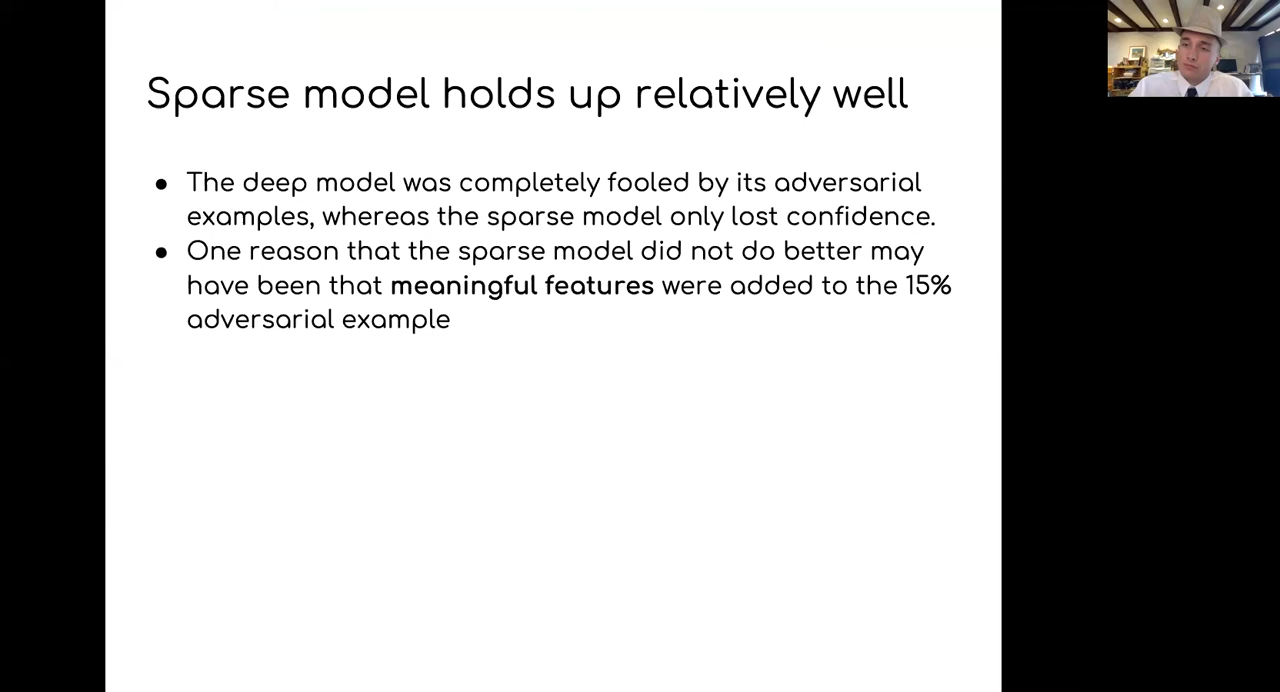 Sparse model holds up relatively well
● The deep model was completely fooled by its adversarial
examples, whereas the sparse model only lost confidence.
● One reason that the sparse model did not do better may
have been that meaningful features were added to the 15%
adversarial example